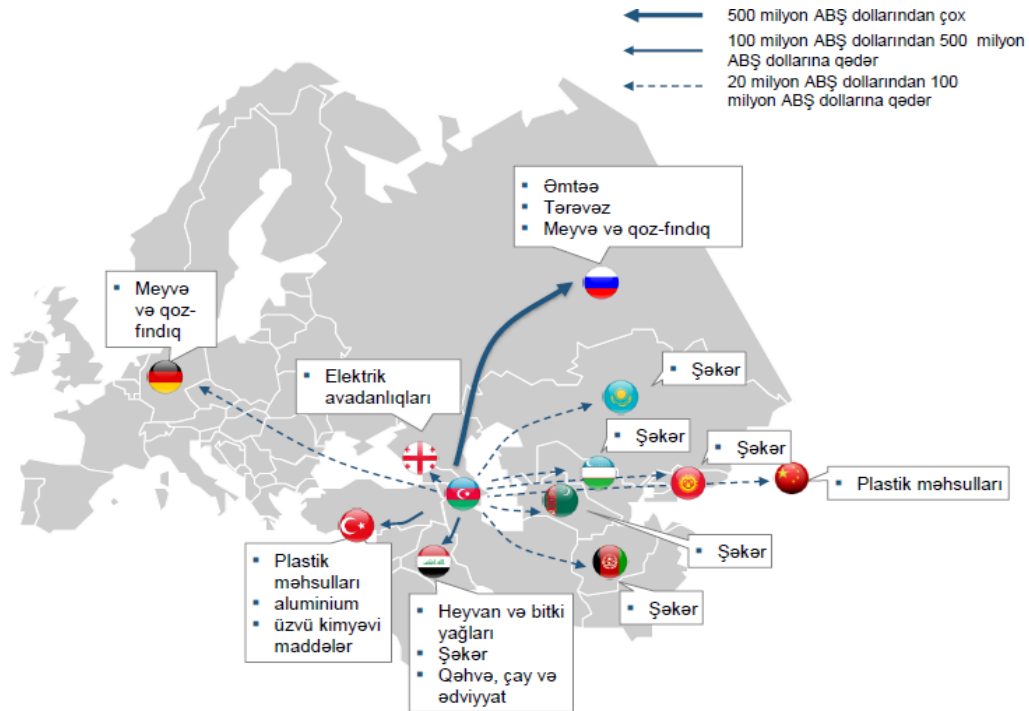 500 milyon ABŞ dollarından çox
100 milyon ABŞ dollarından 500 milyon
ABŞ dollarına qədər
20 milyon ABŞ dollarından 100
milyon ABŞ dollarına qədər
▪ Əmtəə
▪ Tərəvəz
▪ Meyvə və qoz-fındıq
▪ Meyvə
və qoz-
fındıq
▪ Elektrik
avadanlıqları
▪ Şəkər
▪ Şəkər
▪ Şəkər
▪ Plastik məhsulları
▪ Şəkər
▪ Şəkər
▪ Plastik
məhsulları
▪ aluminium
▪ üzvü kimyəvi
maddələr
▪ Heyvan və bitki
yağları
▪ Şəkər
▪ Qəhvə, çay və
ədviyyat